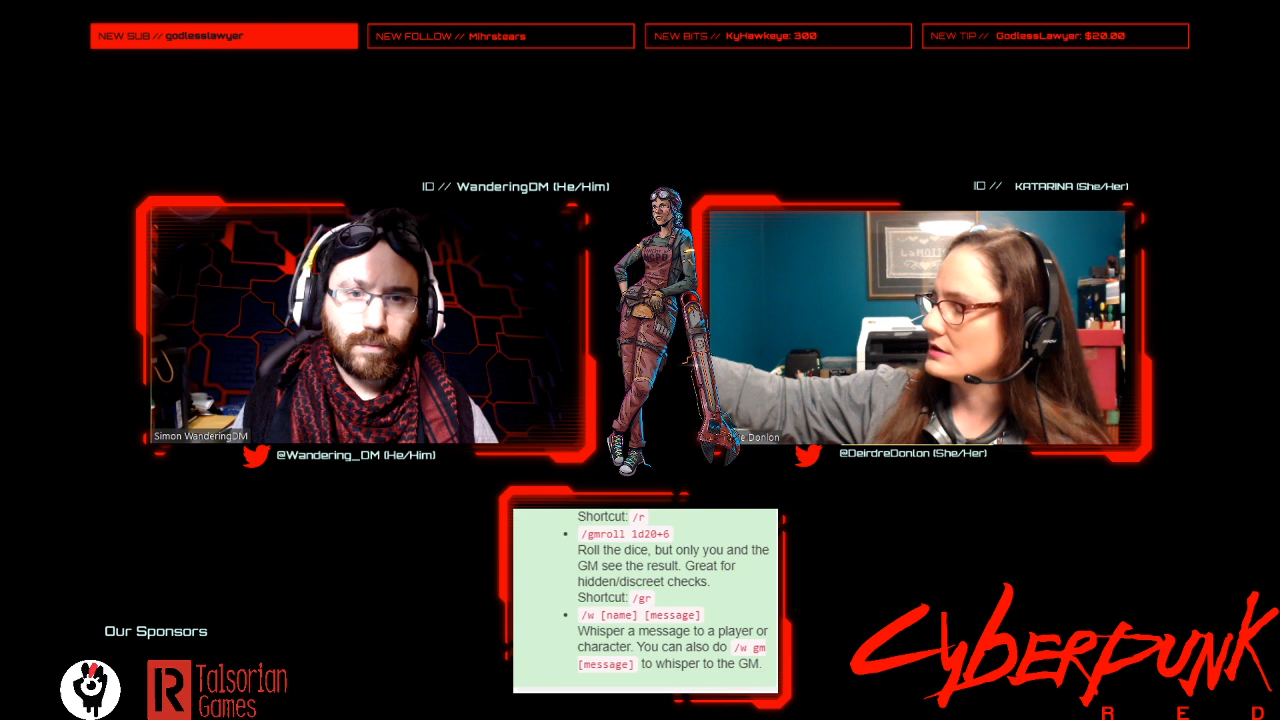 NEW SUB // godlesslawyer
NEW FOLLOW // Mihrstears
NEW BITS // KyHawkeye: 300
NEW TIP // GodlessLawyer: $20.00
ID // WanderingDM (He/Him)
ID // KATARINA (She/Her)
Simon WanderingDM
e Donlon
@Wandering_DM (He/Him)
@DeirdreDonlon (She/Her)
Shortcut: /r
• /gmroll 1d20+6
Roll the dice, but only you and the
GM see the result. Great for
hidden/discreet checks.
Shortcut: /gr
• /w [name] [message]
Whisper a message to a player or
character. You can also do /w gm
[message] to whisper to the GM.
Our Sponsors
R Talsorian
Games
Cyberpunk
RED